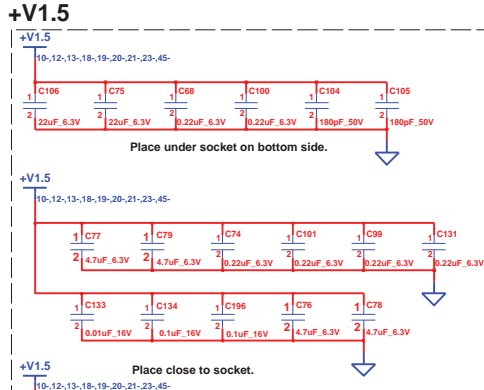 +V1.5
+V1.5
10-,12-,13-,18-,19-,20-,21-,23-,45-
C106 C75 C68 C100 C104 C105
1 1 1 1 1 1
2 2 2 2 2 2
22uF_6.3V 22uF_6.3V 0.22uF_6.3V 0.22uF_6.3V 180pF_50V 180pF_50V
Place under socket on bottom side.
+V1.5
10-,12-,13-,18-,19-,20-,21-,23-,45-
1 C77 1 C79 1 C74 1 C101 1 C99 1 C131
2 2 2 2 2 2
4.7uF_6.3V 4.7uF_6.3V 0.22uF_6.3V 0.22uF_6.3V 0.22uF_6.3V 0.22uF_6.3V
C133 C134 C196 C76 C78
1 1 1 1 1
2 2 2 2 2
0.01uF_16V 0.1uF_16V 0.1uF_16V 4.7uF_6.3V 4.7uF_6.3V
Place close to socket.
+V1.5
10-,12-,13-,18-,19-,20-,21-,23-,45-